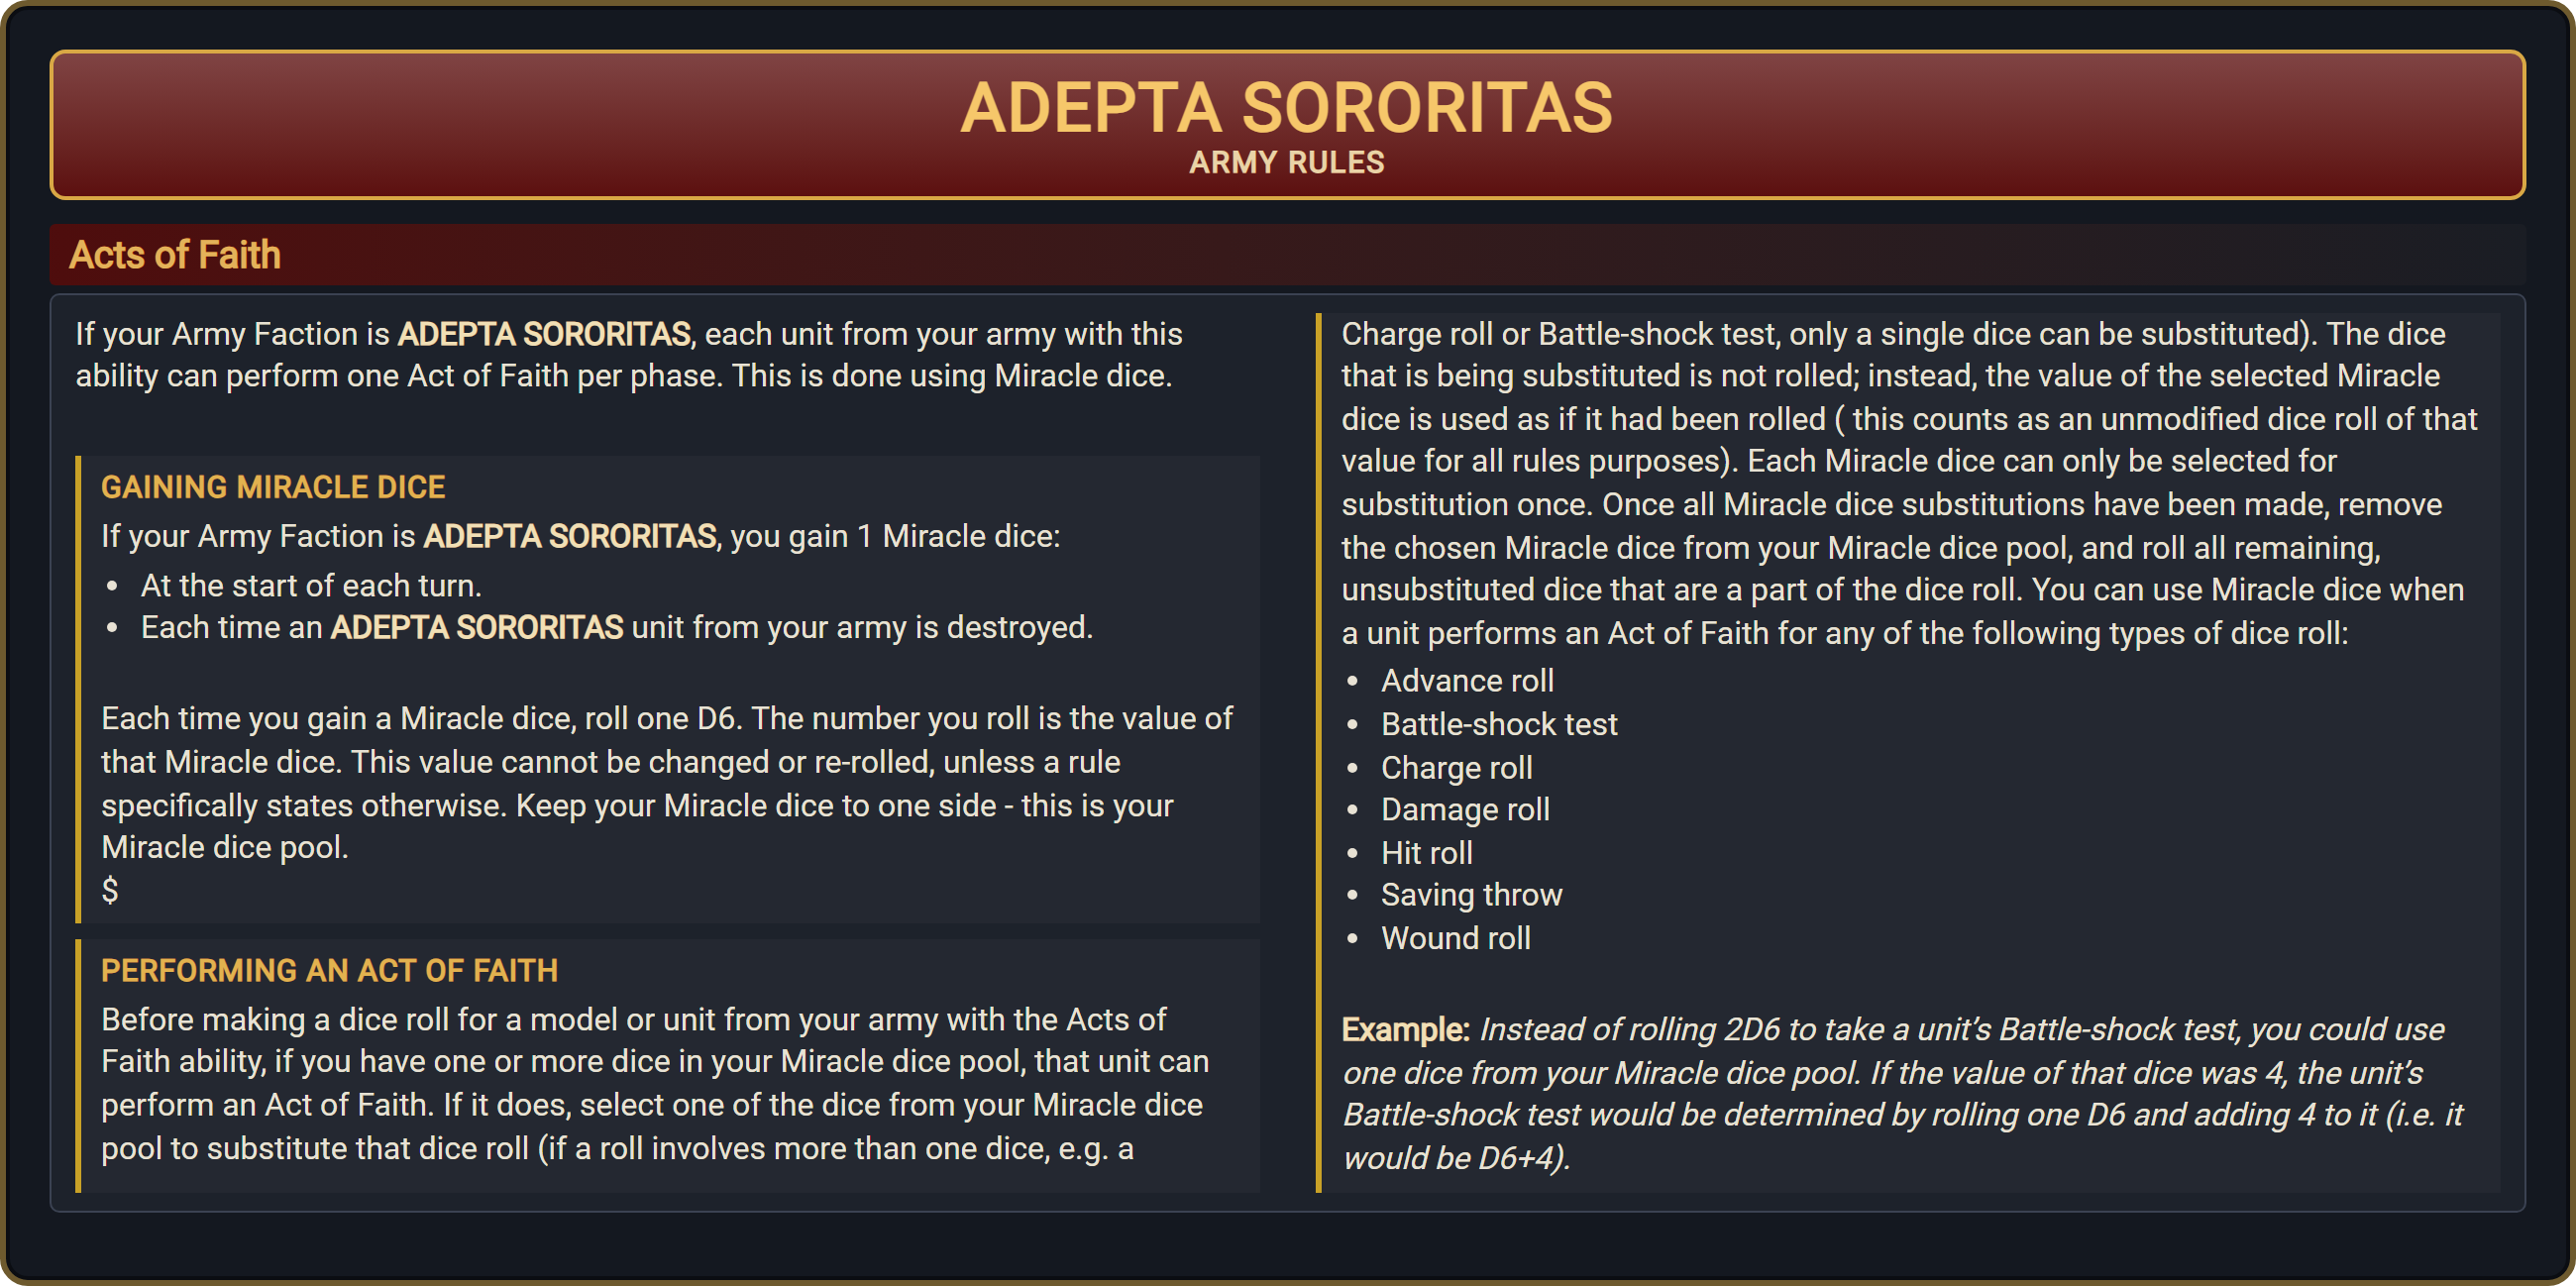 ADEPTA SORORITAS
ARMY RULES
Acts of Faith
If your Army Faction is ADEPTA SORORITAS, each unit from your army with this
ability can perform one Act of Faith per phase. This is done using Miracle dice.
GAINING MIRACLE DICE
If your Army Faction is ADEPTA SORORITAS, you gain 1 Miracle dice:
• At the start of each turn.
• Each time an ADEPTA SORORITAS unit from your army is destroyed.
Each time you gain a Miracle dice, roll one D6. The number you roll is the value of
that Miracle dice. This value cannot be changed or re-rolled, unless a rule
specifically states otherwise. Keep your Miracle dice to one side - this is your
Miracle dice pool.
$
PERFORMING AN ACT OF FAITH
Before making a dice roll for a model or unit from your army with the Acts of
Faith ability, if you have one or more dice in your Miracle dice pool, that unit can
perform an Act of Faith. If it does, select one of the dice from your Miracle dice
pool to substitute that dice roll (if a roll involves more than one dice, e.g. a
Charge roll or Battle-shock test, only a single dice can be substituted). The dice
that is being substituted is not rolled; instead, the value of the selected Miracle
dice is used as if it had been rolled ( this counts as an unmodified dice roll of that
value for all rules purposes). Each Miracle dice can only be selected for
substitution once. Once all Miracle dice substitutions have been made, remove
the chosen Miracle dice from your Miracle dice pool, and roll all remaining,
unsubstituted dice that are a part of the dice roll. You can use Miracle dice when
a unit performs an Act of Faith for any of the following types of dice roll:
• Advance roll
• Battle-shock test
• Charge roll
• Damage roll
• Hit roll
• Saving throw
• Wound roll
Example: Instead of rolling 2D6 to take a unit’s Battle-shock test, you could use
one dice from your Miracle dice pool. If the value of that dice was 4, the unit’s
Battle-shock test would be determined by rolling one D6 and adding 4 to it (i.e. it
would be D6+4).